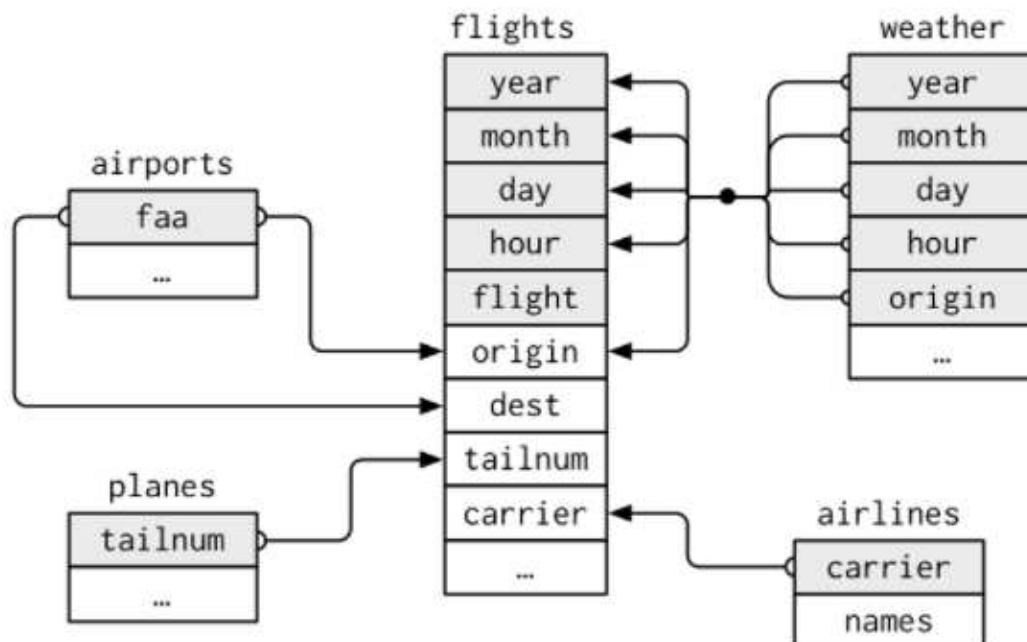 airports
faa
…
planes
tailnum
…
flights
year
month
day
hour
flight
origin
dest
tailnum
carrier
…
weather
year
month
day
hour
origin
…
airlines
carrier
names